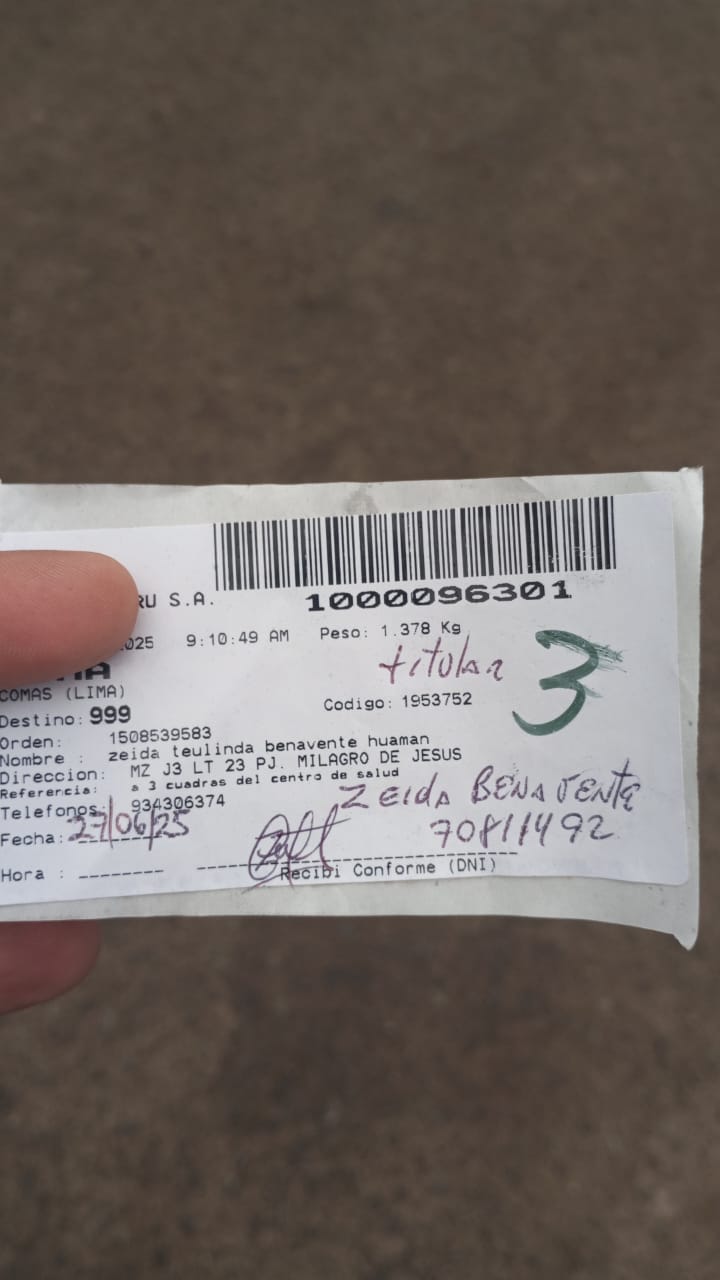 S.A.
1000096301
9:10:49 AM Peso: 1.378 Kg
titular 3
COMAS (LIMA)
Destino: 999 Codigo: 1953752
Orden: 1508539583
Nombre : zeida teulinda benavente huaman
Direccion: MZ J3 LT 23 PJ. MILAGRO DE JESUS
Referencia: a 3 cuadras del centro de salud
Telefonos: 934306374 ZEIDA BENAVENTE
Fecha: 27/06/25 70811492
Hora : -------- Recibi Conforme (DNI)